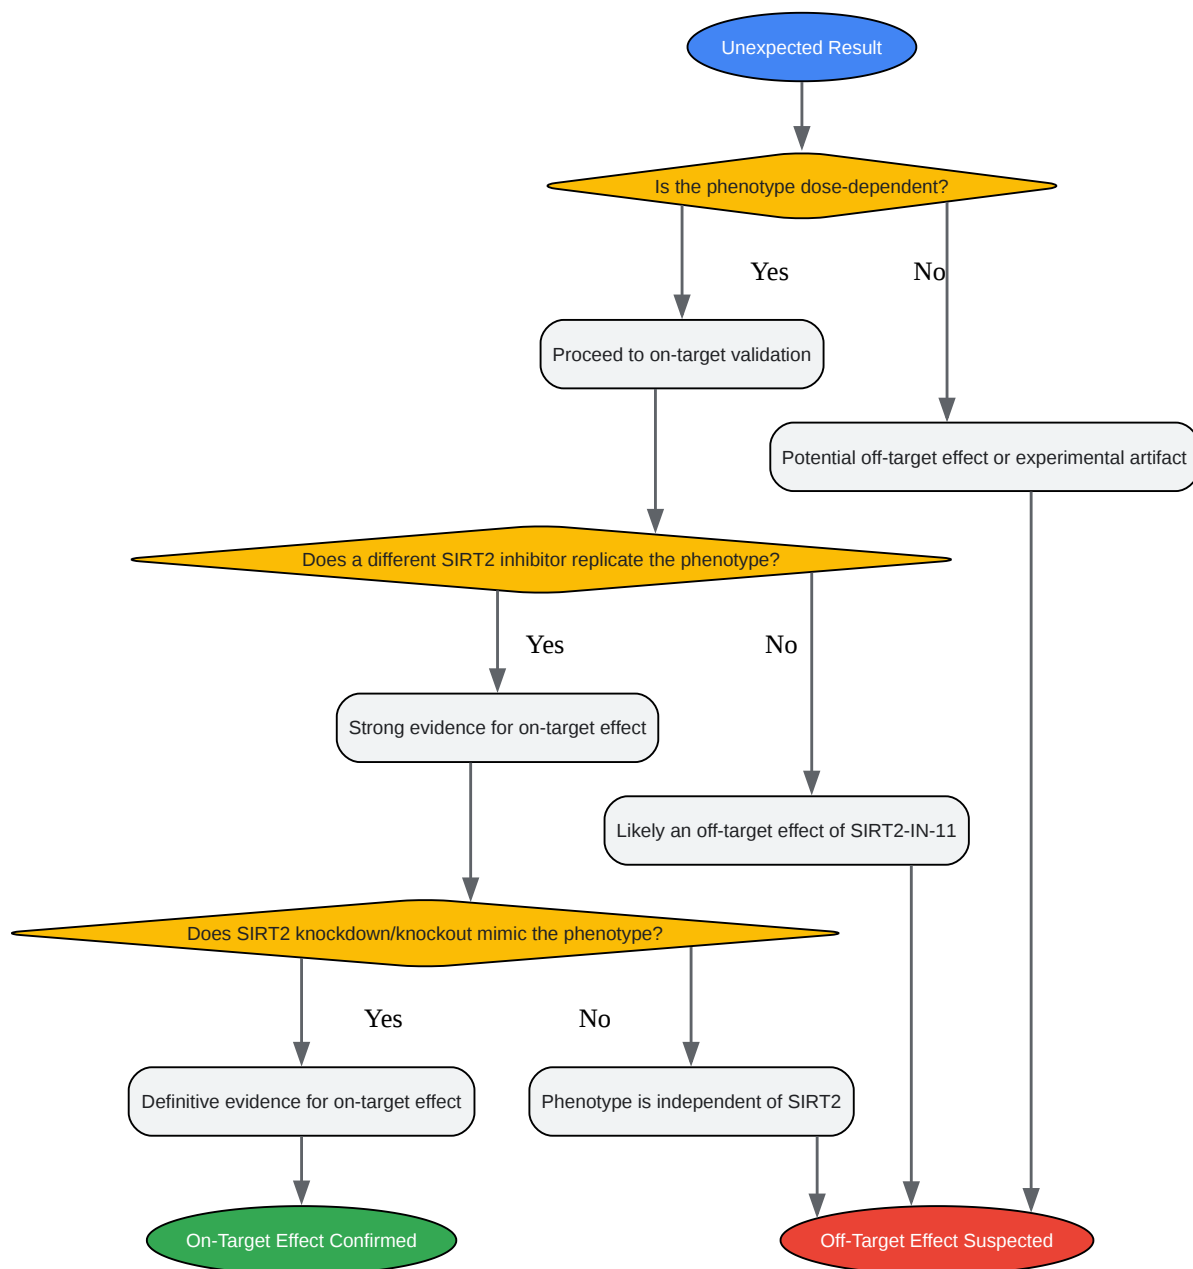 Unexpected Result
Is the phenotype dose-dependent?
Yes
No
Proceed to on-target validation
Potential off-target effect or experimental artifact
Does a different SIRT2 inhibitor replicate the phenotype?
Yes
No
Strong evidence for on-target effect
Likely an off-target effect of SIRT2-IN-11
Does SIRT2 knockdown/knockout mimic the phenotype?
Yes
No
Definitive evidence for on-target effect
Phenotype is independent of SIRT2
On-Target Effect Confirmed
Off-Target Effect Suspected